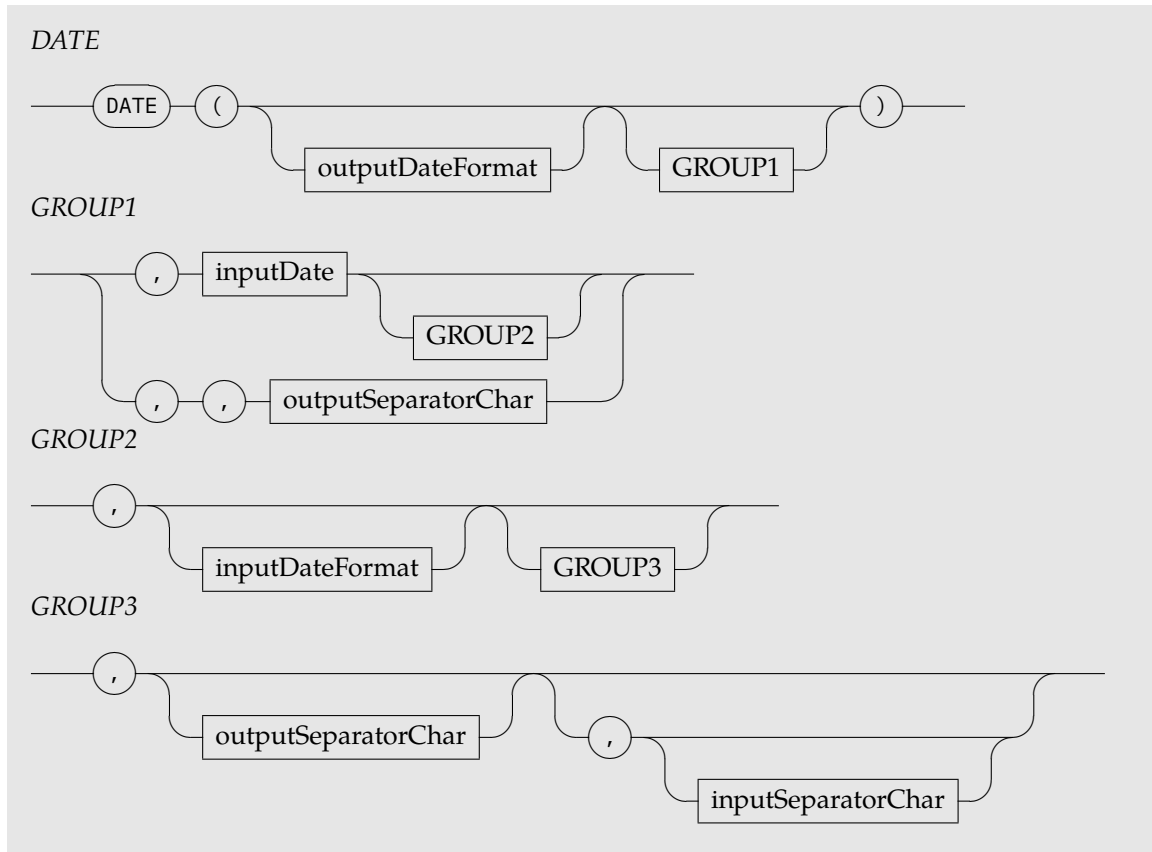 DATE
DATE ( )
outputDateFormat GROUP1
GROUP1
, inputDate
GROUP2
, , outputSeparatorChar
GROUP2
,
inputDateFormat GROUP3
GROUP3
,
outputSeparatorChar ,
inputSeparatorChar